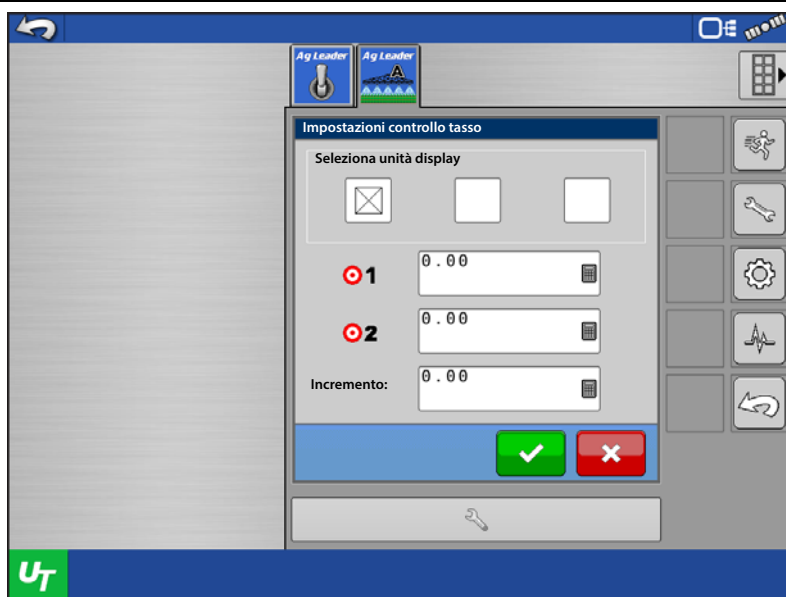 Ag Leader
Ag Leader
A
Impostazioni controllo tasso
Seleziona unità display
1
0.00
2
0.00
Incremento:
0.00
UT